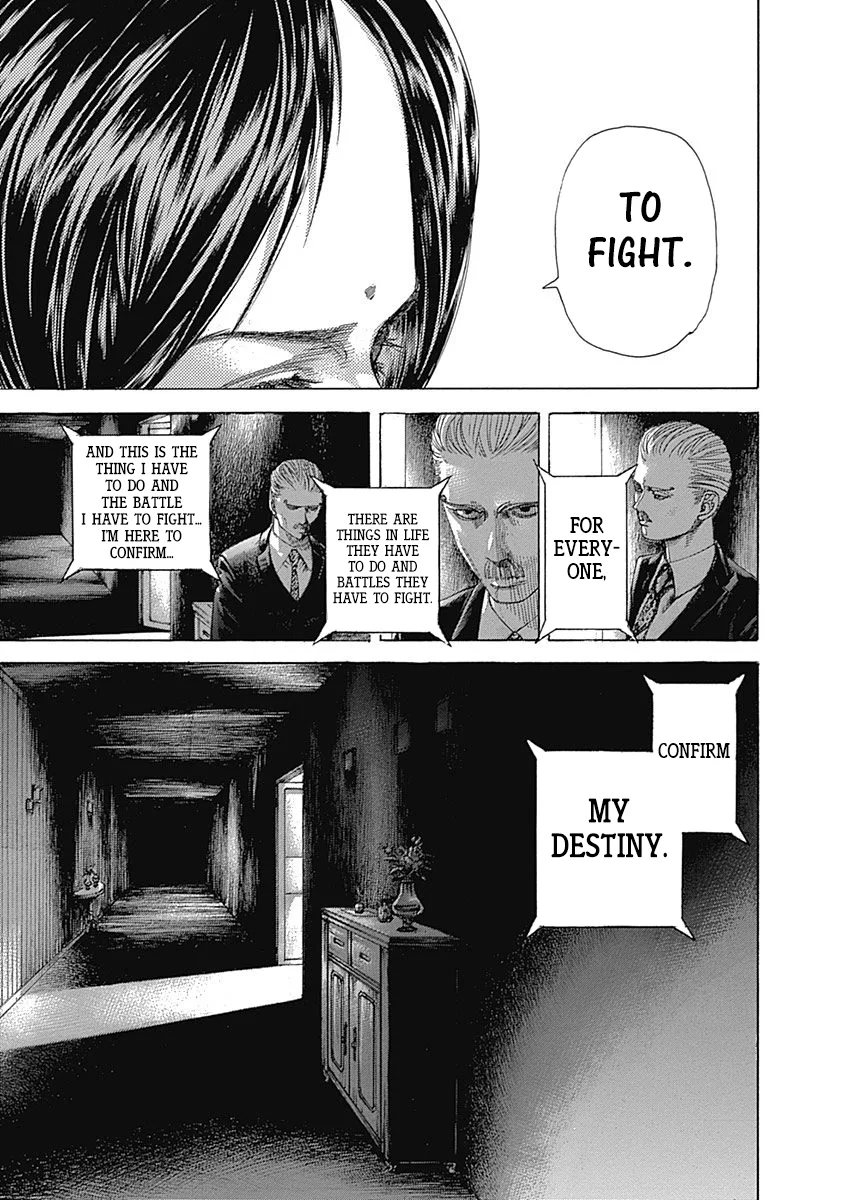 TO
FIGHT.
FOR
EVERY-
ONE,
THERE ARE
THINGS IN LIFE
THEY HAVE
TO DO AND
BATTLES THEY
HAVE TO FIGHT.
AND THIS IS THE
THING I HAVE
TO DO AND
THE BATTLE
I HAVE TO FIGHT...
I'M HERE TO
CONFIRM...
CONFIRM
MY
DESTINY.